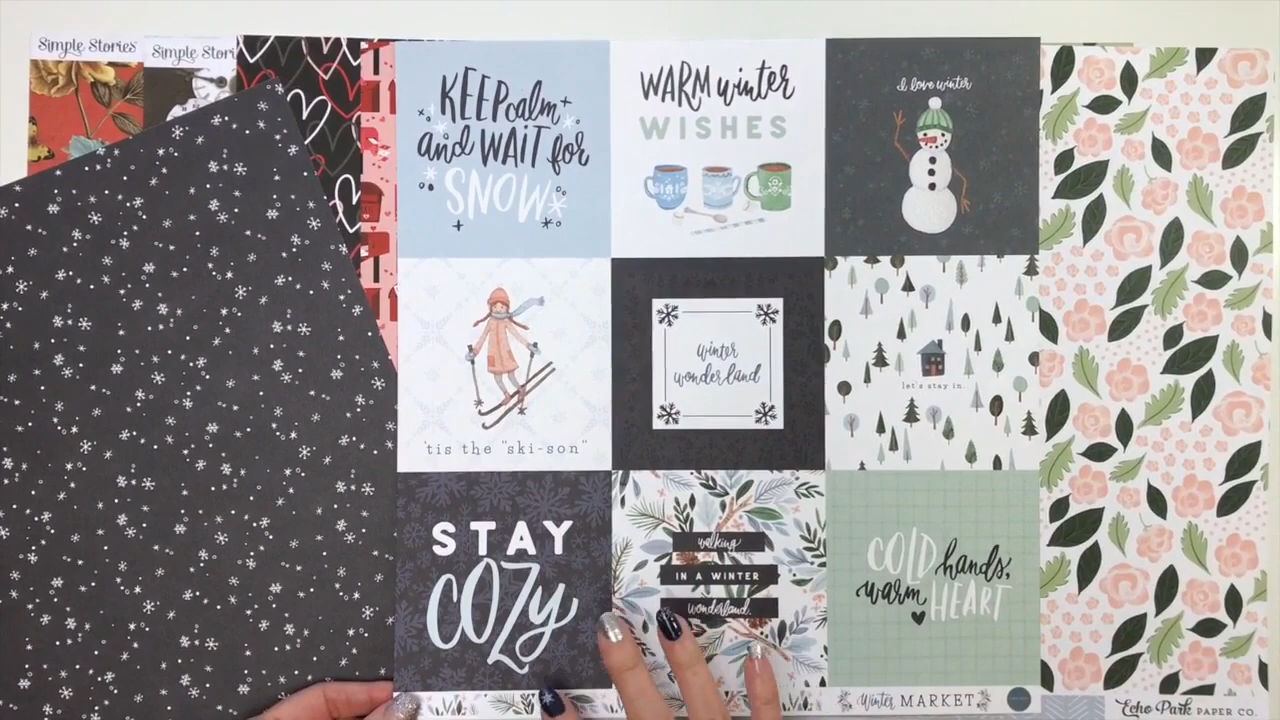 Simple Stories
Simple Stori
KEEP calm
and WAIT for
SNOW
WARM winter
WISHES
I love winter
'tis the "ski-son"
winter
wonderland
let's stay in.
STAY
COZy
walking
IN A WINTER
wonderland.
COLD hands,
warm HEART
Winter MARKET
Echo Park PAPER CO.